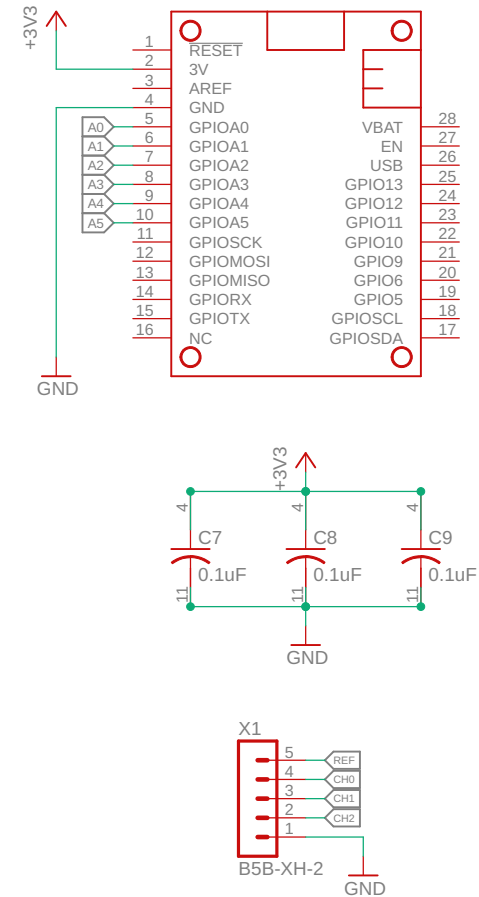 +3V3
1 RESET
2 3V
3 AREF
4 GND
A0 5 GPIOA0 VBAT 28
A1 6 GPIOA1 EN 27
A2 7 GPIOA2 USB 26
A3 8 GPIOA3 GPIO13 25
A4 9 GPIOA4 GPIO12 24
A5 10 GPIOA5 GPIO11 23
11 GPIOSCK GPIO10 22
12 GPIOMOSI GPIO9 21
13 GPIOMISO GPIO6 20
14 GPIORX GPIO5 19
15 GPIOTX GPIOSCL 18
16 NC GPIOSDA 17
GND
+3V3
4 4 4
C7 C8 C9
0.1uF 0.1uF 0.1uF
11 11 11
GND
X1
5 REF
4 CH0
3 CH1
2 CH2
1
B5B-XH-2
GND